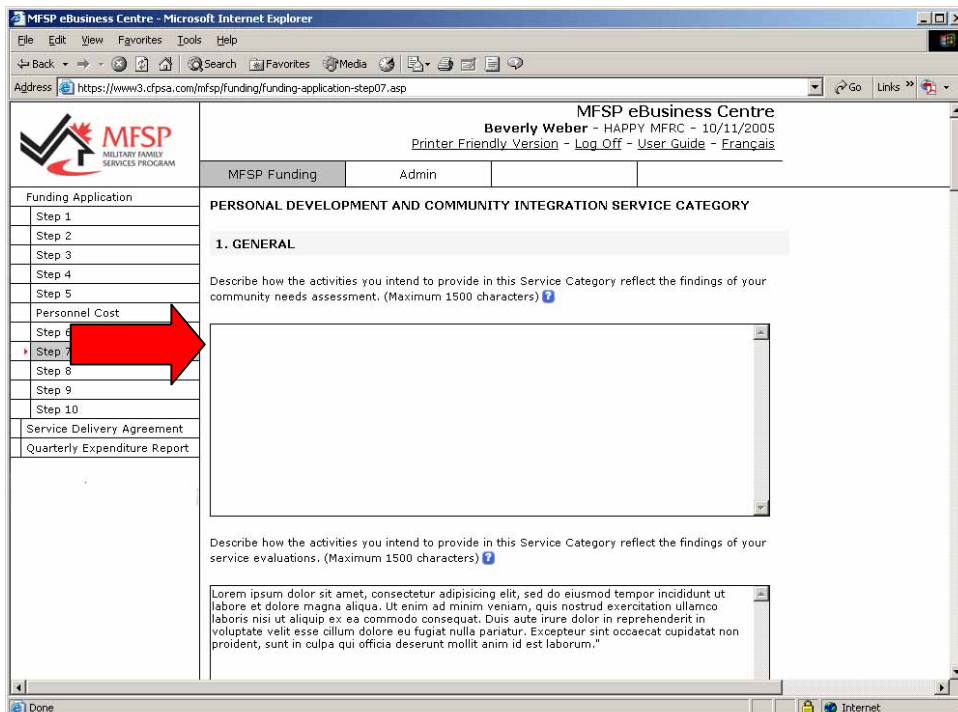 MFSP eBusiness Centre - Microsoft Internet Explorer
File Edit View Favorites Tools Help
Back Search Favorites Media
Address https://www3.cfpsa.com/mfsp/funding/funding-application-step07.asp Go Links »
MFSP
MILITARY FAMILY
SERVICES PROGRAM
MFSP eBusiness Centre
Beverly Weber - HAPPY MFRC - 10/11/2005
Printer Friendly Version - Log Off - User Guide - Français
MFSP Funding Admin
Funding Application
Step 1
Step 2
Step 3
Step 4
Step 5
Personnel Cost
Step 6
Step 7
Step 8
Step 9
Step 10
Service Delivery Agreement
Quarterly Expenditure Report
PERSONAL DEVELOPMENT AND COMMUNITY INTEGRATION SERVICE CATEGORY
1. GENERAL
Describe how the activities you intend to provide in this Service Category reflect the findings of your
community needs assessment. (Maximum 1500 characters) ?
Describe how the activities you intend to provide in this Service Category reflect the findings of your
service evaluations. (Maximum 1500 characters) ?
Lorem ipsum dolor sit amet, consectetur adipisicing elit, sed do eiusmod tempor incididunt ut
labore et dolore magna aliqua. Ut enim ad minim veniam, quis nostrud exercitation ullamco
laboris nisi ut aliquip ex ea commodo consequat. Duis aute irure dolor in reprehenderit in
voluptate velit esse cillum dolore eu fugiat nulla pariatur. Excepteur sint occaecat cupidatat non
proident, sunt in culpa qui officia deserunt mollit anim id est laborum."
Done Internet